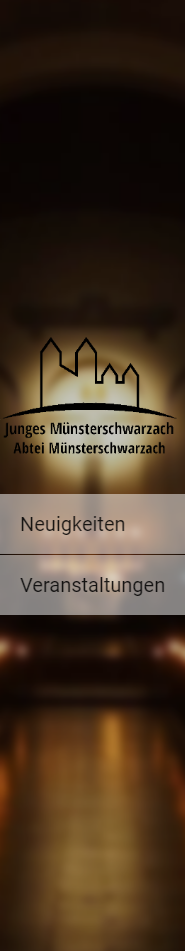 Junges Münsterschwarzach
Abtei Münsterschwarzach
Neuigkeiten
Veranstaltungen